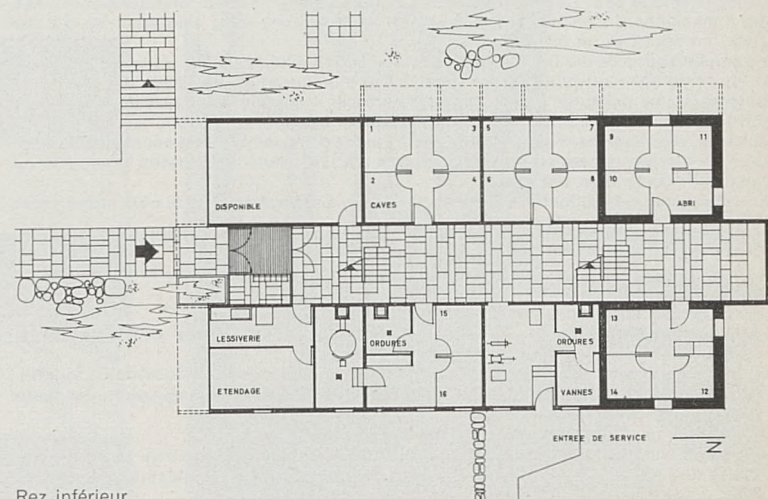 1 3 5 7 9 11
2 4 6 8 10
DISPONIBLE CAVES ABRI
15 13
LESSIVERIE ORDURES ORDURES
ETENDAGE 16 VANNES 14 12
ENTREE DE SERVICE
N
Rez inférieur